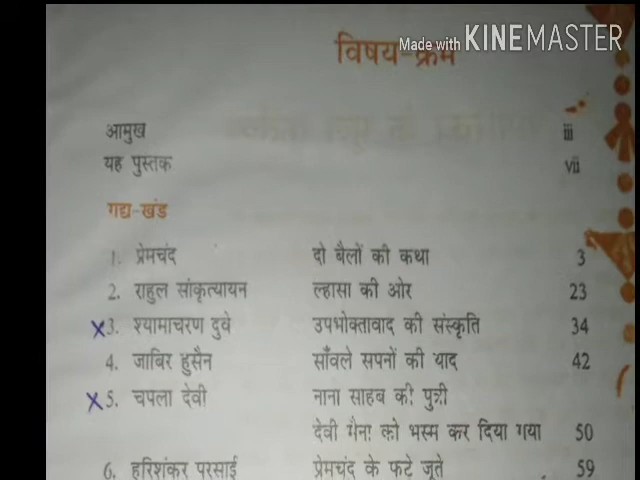 विषय-क्रम
Made with KINEMASTER
आमुख iii
यह पुस्तक vii
गद्य-खंड
1. प्रेमचंद दो बैलों की कथा 3
2. राहुल सांकृत्यायन ल्हासा की ओर 23
x3. श्यामाचरण दुबे उपभोक्तावाद की संस्कृति 34
4. जाबिर हुसैन साँवले सपनों की याद 42
x5. चपला देवी नाना साहब की पुत्री
देवी मैना को भस्म कर दिया गया 50
6. हरिशंकर परसाई प्रेमचंद के फटे जूते 59